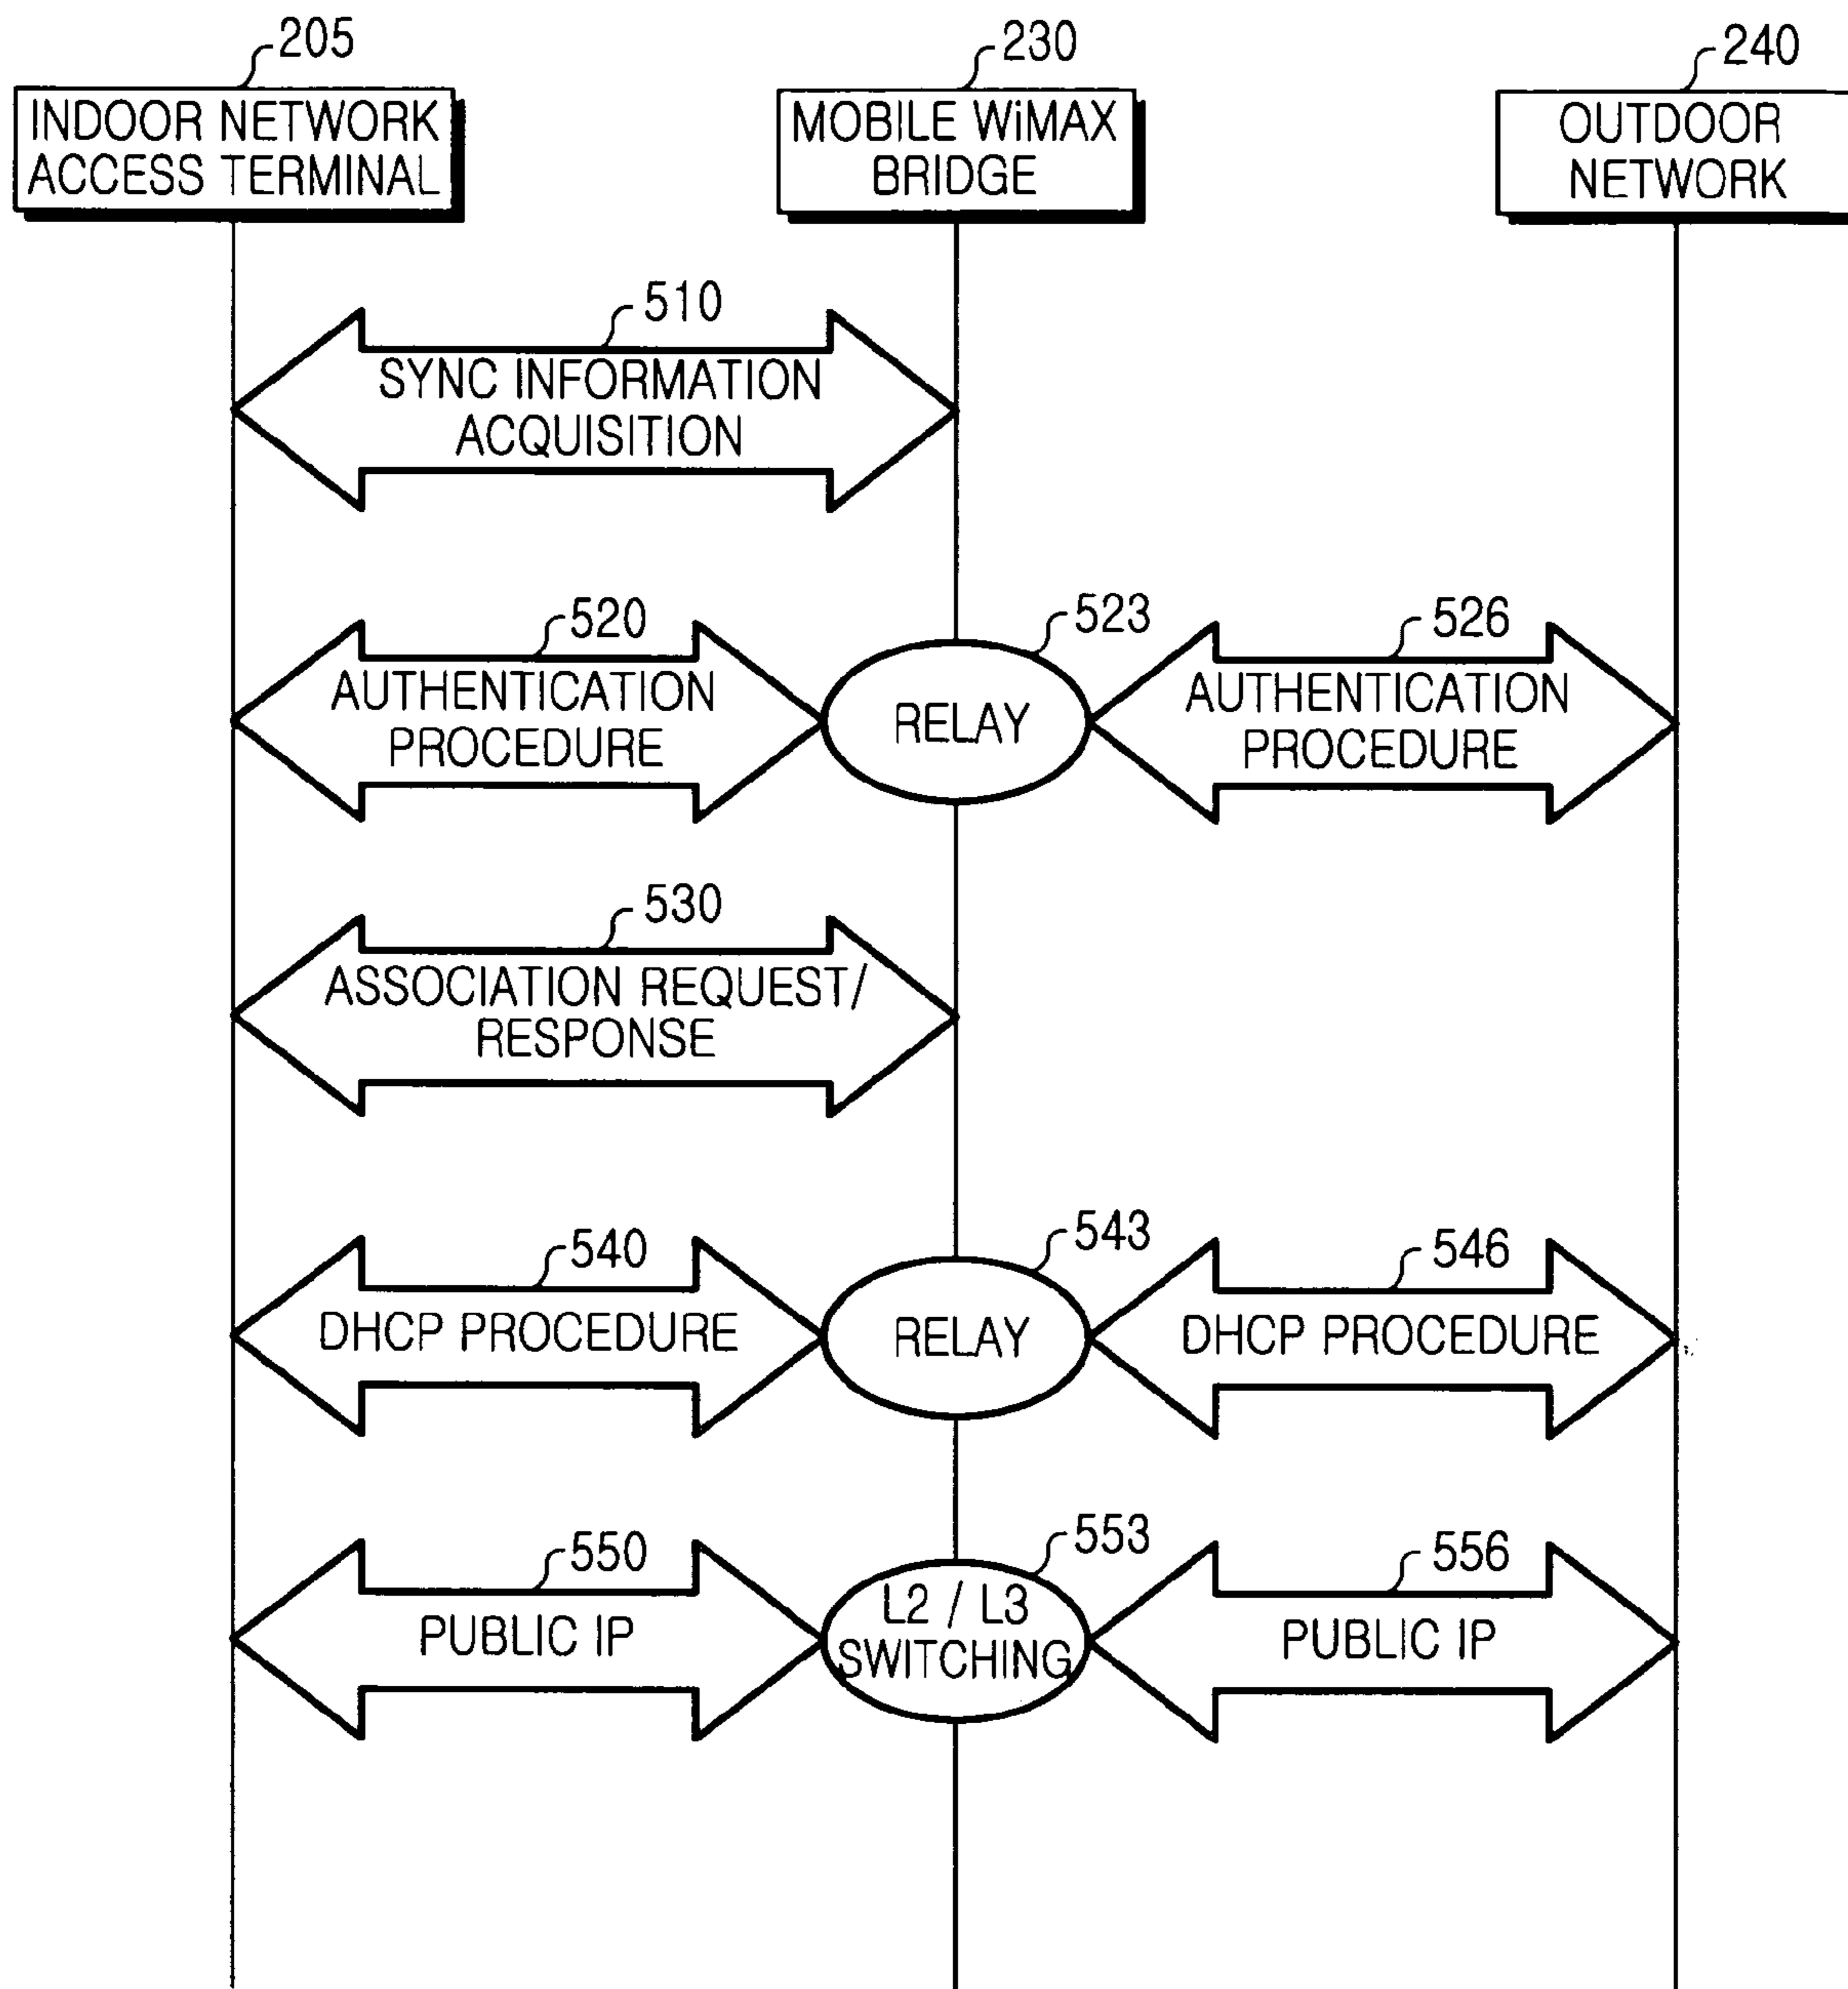 205
230
240
INDOOR NETWORK
ACCESS TERMINAL
MOBILE WiMAX
BRIDGE
OUTDOOR
NETWORK
510
SYNC INFORMATION
ACQUISITION
520
523
526
AUTHENTICATION
PROCEDURE
RELAY
AUTHENTICATION
PROCEDURE
530
ASSOCIATION REQUEST/
RESPONSE
540
543
546
DHCP PROCEDURE
RELAY
DHCP PROCEDURE
550
553
556
PUBLIC IP
L2 / L3
SWITCHING
PUBLIC IP